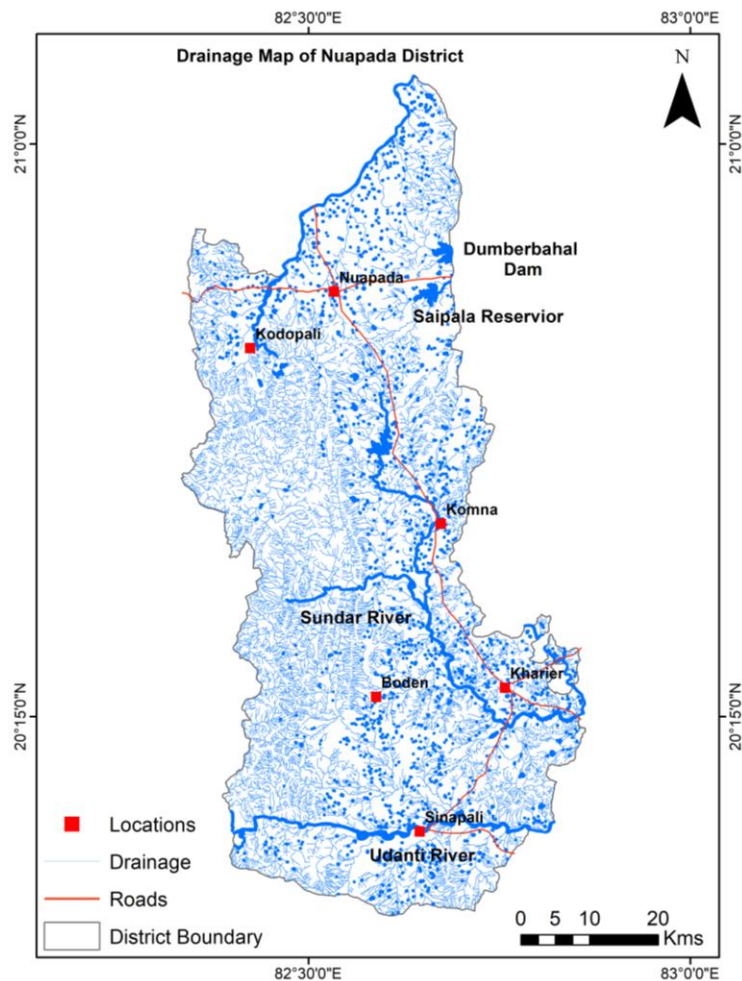 82°30'0"E
83°0'0"E
Drainage Map of Nuapada District
N
21°0'0"N
21°0'0"N
Dumberbahal
Dam
Nuapada
Saipala Reservior
Kodopali
Komna
Sundar River
Kharier
Boden
20°15'0"N
20°15'0"N
Sinapali
Udanti River
Locations
Drainage
Roads
District Boundary
0 5 10 20
Kms
82°30'0"E
83°0'0"E